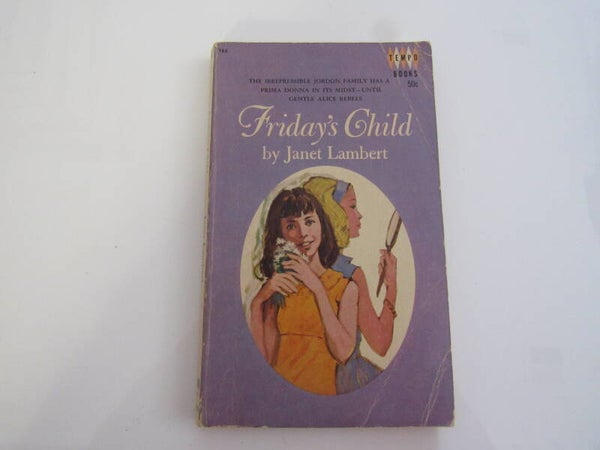 TEMPO
BOOKS
50c
THE IRREPRESSIBLE JORDON FAMILY HAS A
PRIMA DONNA IN ITS MIDST—UNTIL
GENTLE ALICE REBELS
Friday's Child
by Janet Lambert